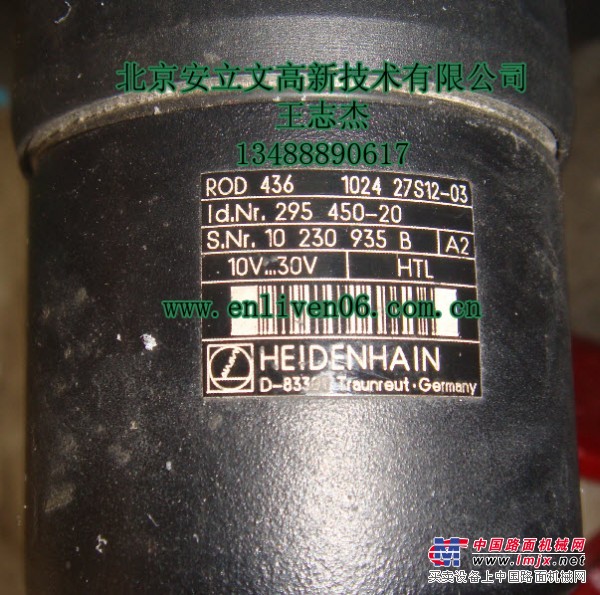 北京安立文高新技术有限公司
王志杰
13488890617
ROD 436 1024 27S12-03
Id.Nr. 295 450-20
S.Nr. 10 230 935 B A2
10V...30V HTL
www.enliven06.com.cn
HEIDENHAIN
Traunreut · Germany
中国路面机械网
www.lmjx.net
买卖设备上中国路面机械网